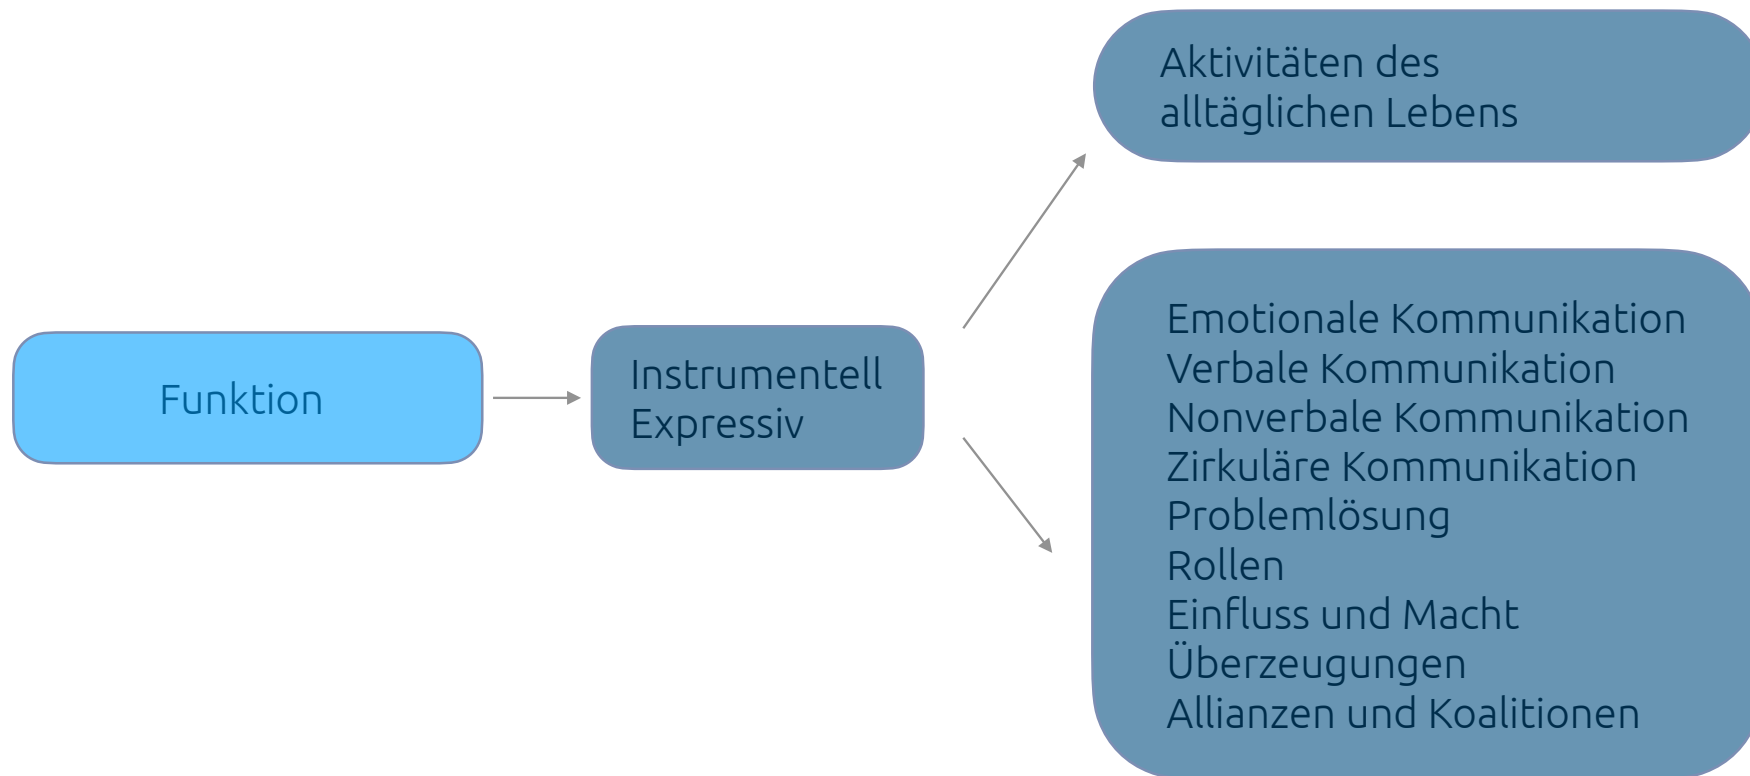 Funktion
Instrumentell
Expressiv
Aktivitäten des
alltäglichen Lebens
Emotionale Kommunikation
Verbale Kommunikation
Nonverbale Kommunikation
Zirkuläre Kommunikation
Problemlösung
Rollen
Einfluss und Macht
Überzeugungen
Allianzen und Koalitionen